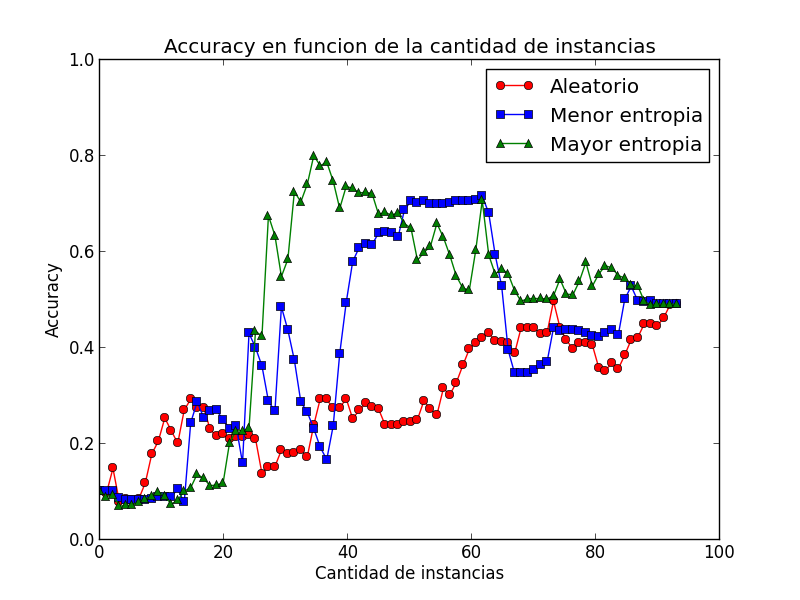 Accuracy en funcion de la cantidad de instancias
1.0
0.8
0.6
0.4
0.2
0.0
Accuracy
Aleatorio
Menor entropia
Mayor entropia
0 20 40 60 80 100
Cantidad de instancias